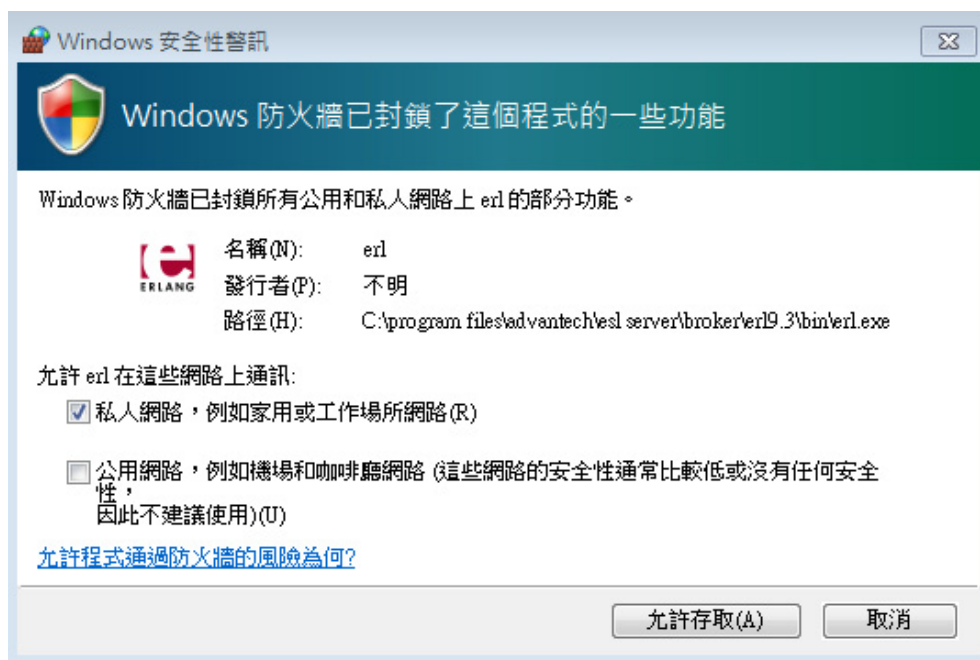 Windows 安全性警訊
Windows 防火牆已封鎖了這個程式的一些功能
Windows 防火牆已封鎖所有公用和私人網路上 erl 的部分功能。
e
ERLANG
名稱(N): erl
發行者(P): 不明
路徑(H): C:\program files\advantech\esl server\broker\erl9.3\bin\erl.exe
允許 erl 在這些網路上通訊:
私人網路，例如家用或工作場所網路(R)
公用網路，例如機場和咖啡廳網路 (這些網路的安全性通常比較低或沒有任何安全
性，
因此不建議使用)(U)
允許程式通過防火牆的風險為何?
允許存取(A) 取消